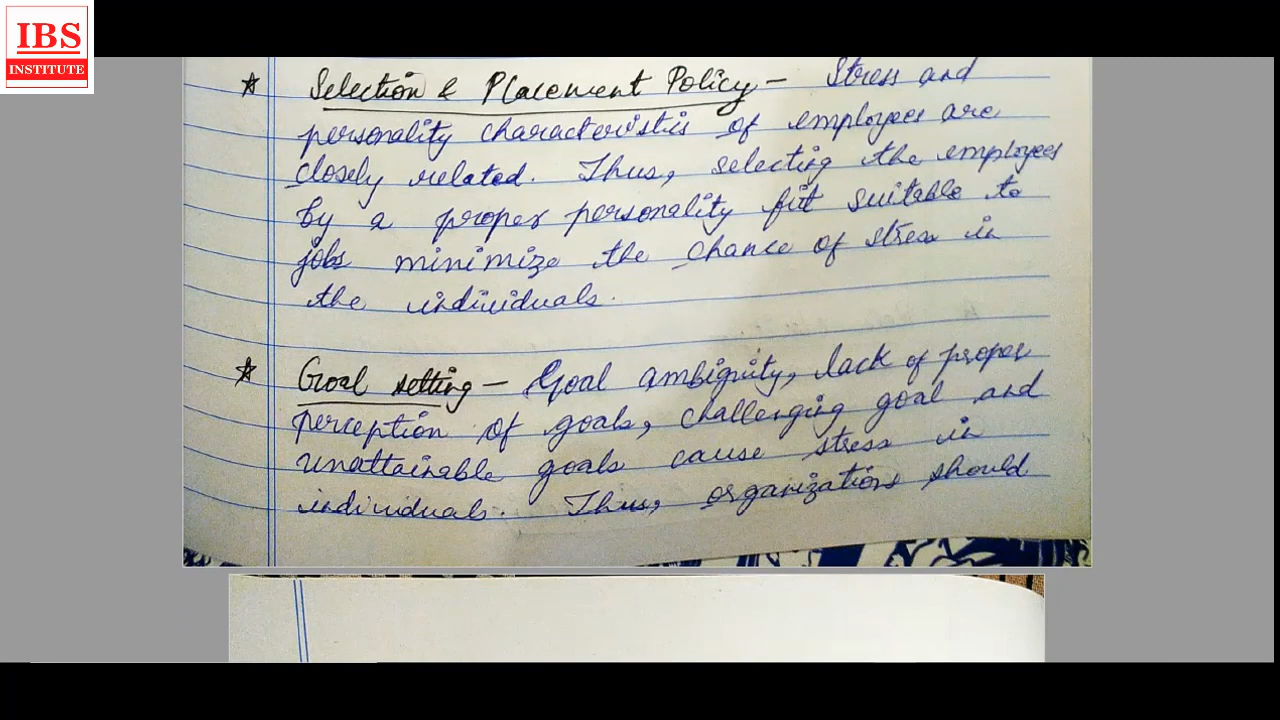 IBS
INSTITUTE
☆ Selection & Placement Policy - Stress and
personality characteristics of employees are
closely related. Thus, selecting the employees
by a proper personality fit suitable to
jobs minimize the chance of stress in
the individuals.
☆ Goal setting - Goal ambiguity, lack of proper
perception of goals, challenging goal and
unattainable goals cause stress in
individuals. Thus, organizations should